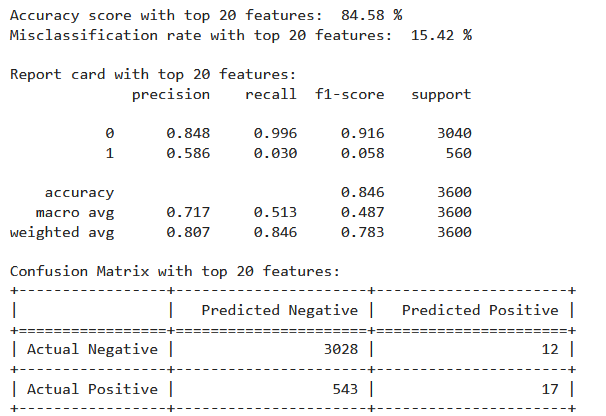 Accuracy score with top 20 features:  84.58 %
Misclassification rate with top 20 features:  15.42 %

Report card with top 20 features:
              precision    recall  f1-score   support

           0      0.848     0.996     0.916      3040
           1      0.586     0.030     0.058       560

    accuracy                          0.846      3600
   macro avg      0.717     0.513     0.487      3600
weighted avg      0.807     0.846     0.783      3600

Confusion Matrix with top 20 features:
+-----------------+----------------------+----------------------+
|                 |   Predicted Negative |   Predicted Positive |
+=================+======================+======================+
| Actual Negative |                 3028 |                   12 |
+-----------------+----------------------+----------------------+
| Actual Positive |                  543 |                   17 |
+-----------------+----------------------+----------------------+